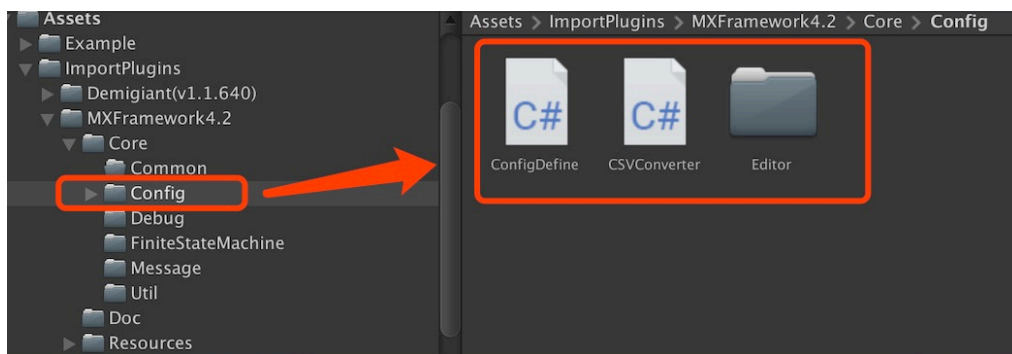 Assets
Example
ImportPlugins
Demigiant(v1.1.640)
MXFramework4.2
Core
Common
Config
Debug
FiniteStateMachine
Message
Util
Doc
Resources
Assets > ImportPlugins > MXFramework4.2 > Core > Config
C# C#
ConfigDefine CSVConverter Editor